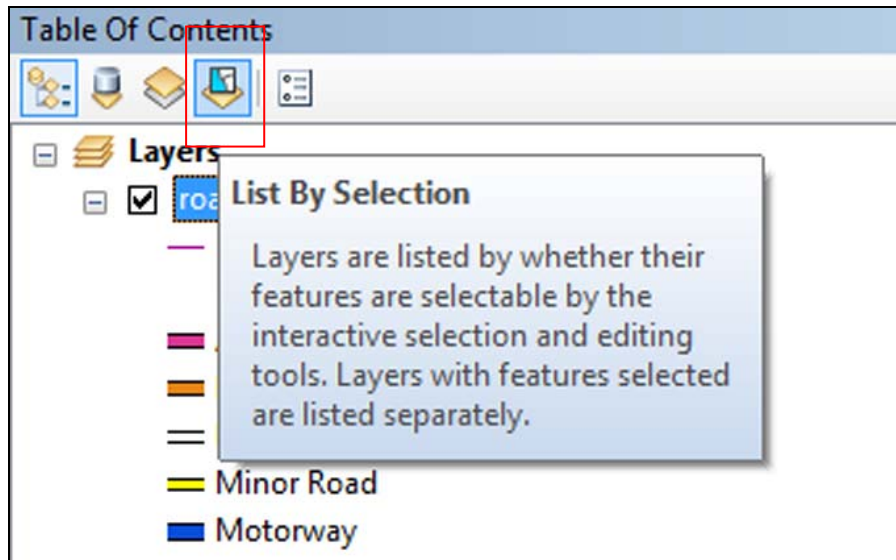 Table Of Contents
Layers
List By Selection
Layers are listed by whether their
features are selectable by the
interactive selection and editing
tools. Layers with features selected
are listed separately.
Minor Road
Motorway